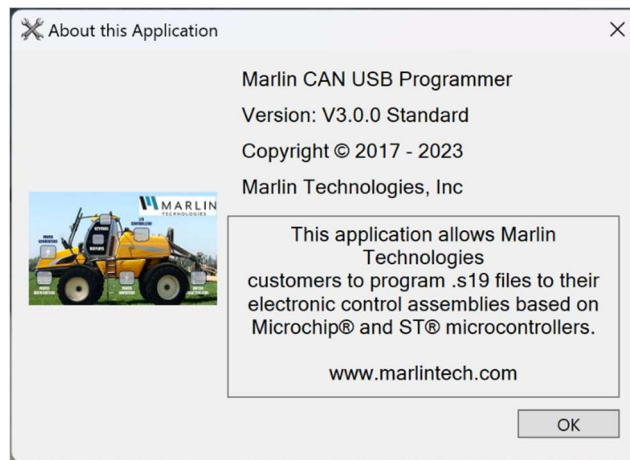 About this Application
Marlin CAN USB Programmer
Version: V3.0.0 Standard
Copyright © 2017 - 2023
Marlin Technologies, Inc
MARLIN
TECHNOLOGIES
This application allows Marlin
Technologies
customers to program .s19 files to their
electronic control assemblies based on
Microchip® and ST® microcontrollers.
www.marlintech.com
OK